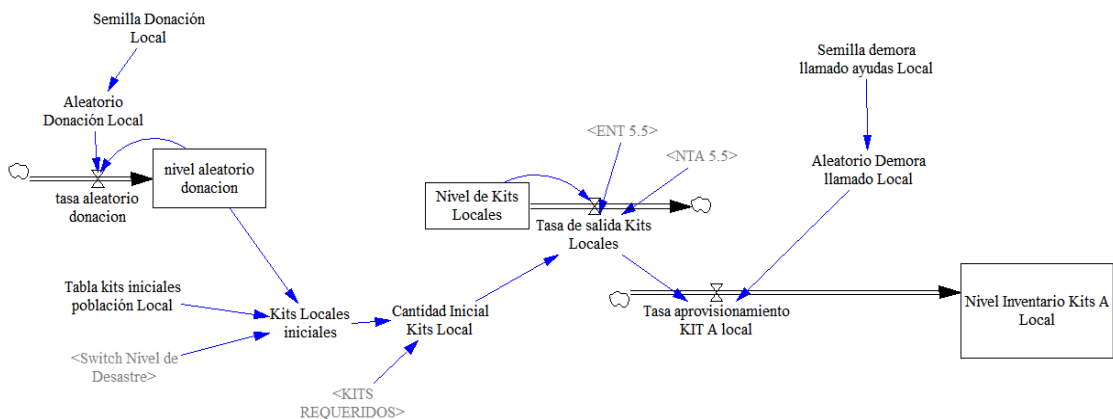 Semilla Donación
Local
Aleatorio
Donación Local
nivel aleatorio
donacion
tasa aleatorio
donacion
Tabla kits iniciales
población Local
Kits Locales
iniciales
<Switch Nivel de
Desastre>
Cantidad Inicial
Kits Local
<KITS
REQUERIDOS>
Nivel de Kits
Locales
<ENT 5.5>
<NTA 5.5>
Tasa de salida Kits
Locales
Semilla demora
llamado ayudas Local
Aleatorio Demora
llamado Local
Tasa aprovisionamiento
KIT A local
Nivel Inventario Kits A
Local